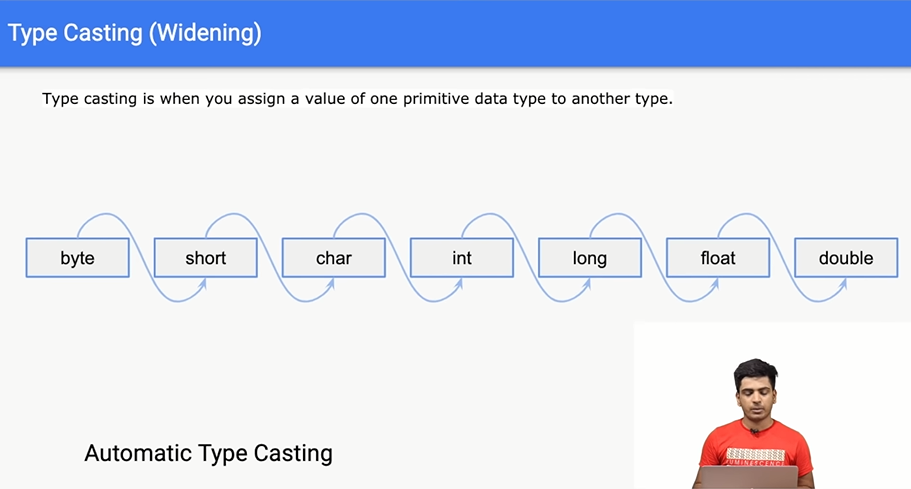 Type Casting (Widening)
Type casting is when you assign a value of one primitive data type to another type.
byte short char int long float double
Automatic Type Casting
LUMINESCENCE